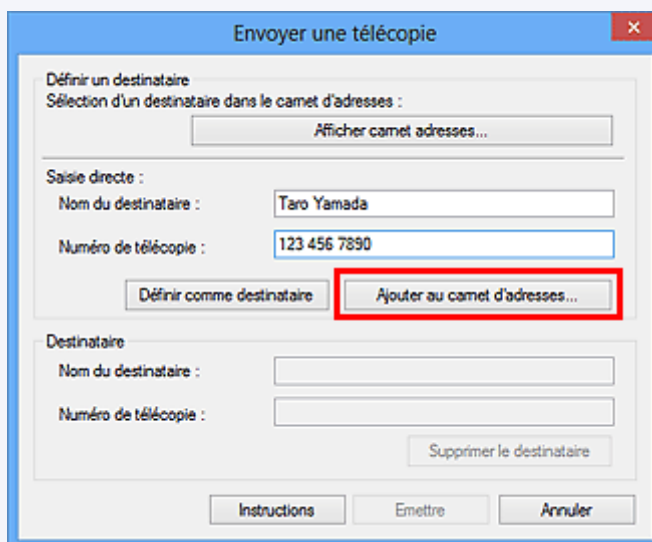 Envoyer une télécopie
Définir un destinataire
Sélection d'un destinataire dans le carnet d'adresses :
Afficher carnet adresses...
Saisie directe :
Nom du destinataire : Taro Yamada
Numéro de télécopie : 123 456 7890
Définir comme destinataire Ajouter au carnet d'adresses...
Destinataire
Nom du destinataire :
Numéro de télécopie :
Supprimer le destinataire
Instructions Emettre Annuler